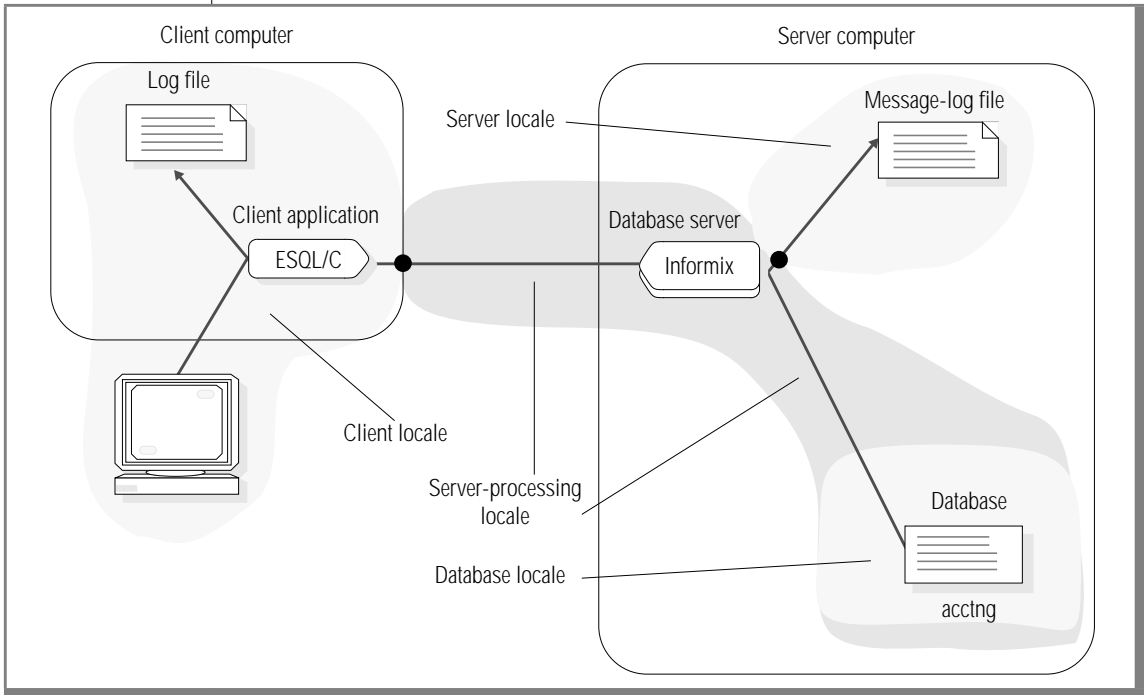 Client computer
Server computer
Log file
Message-log file
Server locale
Client application
Database server
ESQL/C
Informix
Client locale
Server-processing
locale
Database
Database locale
acctng